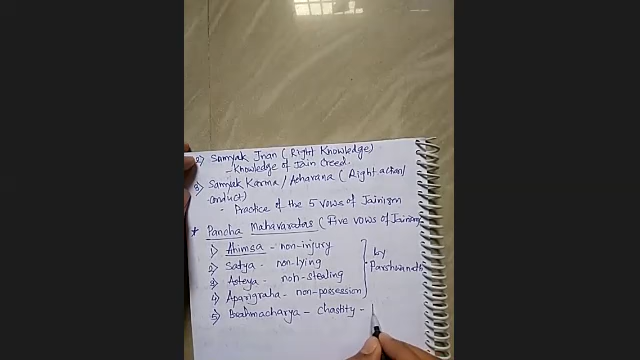 2) Samyak Jnan (Right Knowledge)
- Knowledge of Jain Creed.
3) Samyak Karma / Acharana (Right action/
conduct)
- Practice of the 5 vows of Jainism
* Pancha Mahavaratas (Five vows of Jainism)
1) Ahimsa - non-injury
2) Satya - non-lying
3) Asteya - non-stealing
4) Aparigraha - non-possession
by
Parshwanath
5) Brahmacharya - chastity -